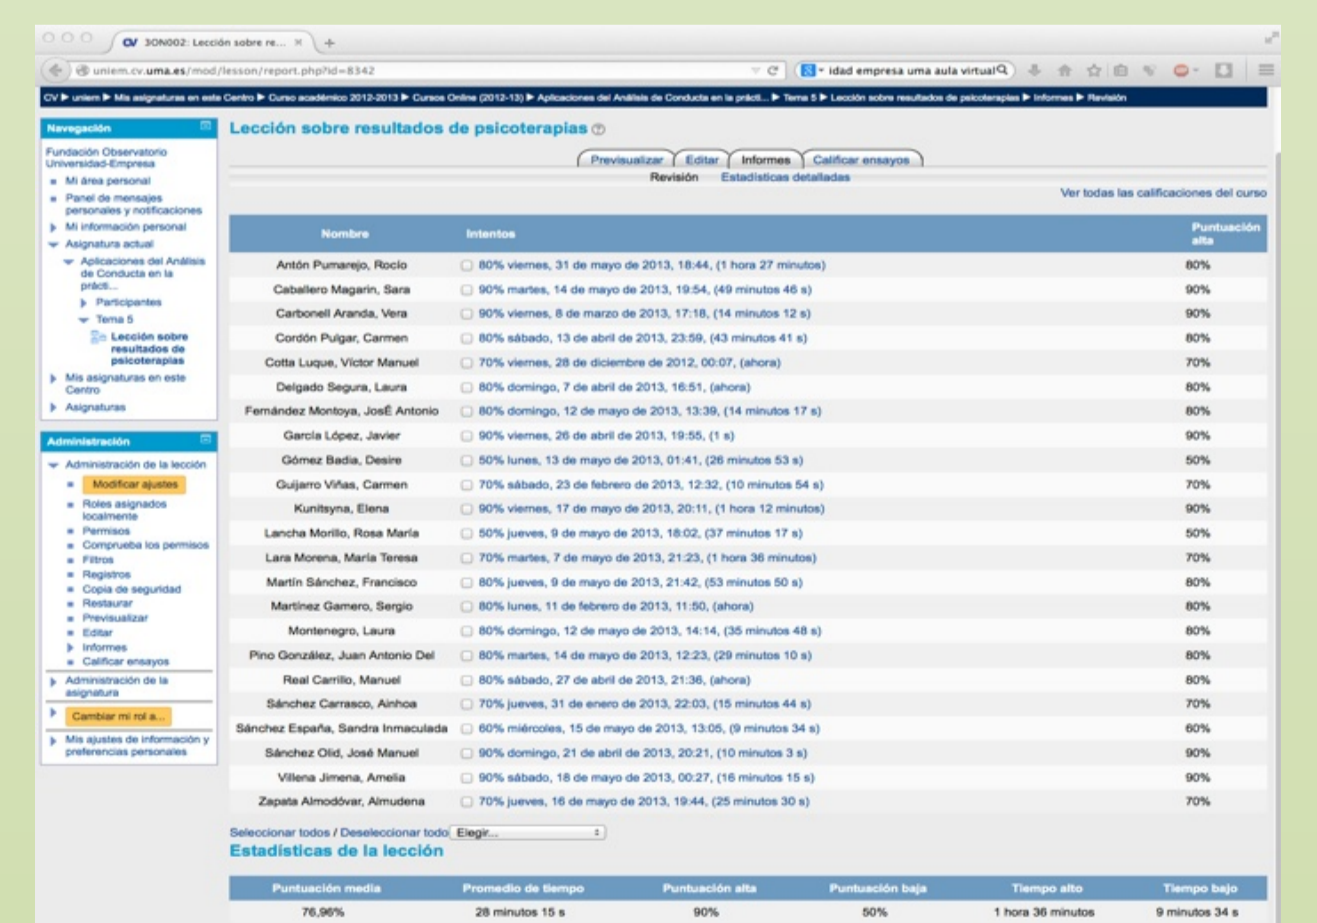 3ON002: Lección sobre re...
uniem.cv.uma.es/mod/lesson/report.php?id=8342
idad empresa uma aula virtual
CV ▶ uniem ▶ Mis asignaturas en este Centro ▶ Curso académico 2012-2013 ▶ Cursos Online (2012-13) ▶ Aplicaciones del Análisis de Conducta en la prácti... ▶ Tema 5 ▶ Lección sobre resultados de psicoterapias ▶ Informes ▶ Revisión
Navegación
Fundación Observatorio
Universidad-Empresa
Mi área personal
Panel de mensajes
personales y notificaciones
Mi información personal
Asignatura actual
Aplicaciones del Análisis
de Conducta en la
prácti...
Participantes
Tema 5
Lección sobre
resultados de
psicoterapias
Mis asignaturas en este
Centro
Asignaturas
Administración
Administración de la lección
Modificar ajustes
Roles asignados
localmente
Permisos
Comprueba los permisos
Filtros
Registros
Copia de seguridad
Restaurar
Previsualizar
Editar
Informes
Calificar ensayos
Administración de la
asignatura
Cambiar mi rol a...
Mis ajustes de información y
preferencias personales
Lección sobre resultados de psicoterapias
Previsualizar Editar Informes Calificar ensayos
Revisión Estadísticas detalladas
Ver todas las calificaciones del curso
Nombre Intentos Puntuación alta
Antón Pumarejo, Rocío 80% viernes, 31 de mayo de 2013, 18:44, (1 hora 27 minutos) 80%
Caballero Magarin, Sara 90% martes, 14 de mayo de 2013, 19:54, (49 minutos 46 s) 90%
Carbonell Aranda, Vera 90% viernes, 8 de marzo de 2013, 17:18, (14 minutos 12 s) 90%
Cordón Pulgar, Carmen 80% sábado, 13 de abril de 2013, 23:59, (43 minutos 41 s) 80%
Cotta Luque, Víctor Manuel 70% viernes, 28 de diciembre de 2012, 00:07, (ahora) 70%
Delgado Segura, Laura 80% domingo, 7 de abril de 2013, 16:51, (ahora) 80%
Fernández Montoya, JosÉ Antonio 80% domingo, 12 de mayo de 2013, 13:39, (14 minutos 17 s) 80%
García López, Javier 90% viernes, 26 de abril de 2013, 19:55, (1 s) 90%
Gómez Badia, Desire 50% lunes, 13 de mayo de 2013, 01:41, (26 minutos 53 s) 50%
Guijarro Viñas, Carmen 70% sábado, 23 de febrero de 2013, 12:32, (10 minutos 54 s) 70%
Kunitsyna, Elena 90% viernes, 17 de mayo de 2013, 20:11, (1 hora 12 minutos) 90%
Lancha Morillo, Rosa María 50% jueves, 9 de mayo de 2013, 18:02, (37 minutos 17 s) 50%
Lara Morena, María Teresa 70% martes, 7 de mayo de 2013, 21:23, (1 hora 36 minutos) 70%
Martín Sánchez, Francisco 80% jueves, 9 de mayo de 2013, 21:42, (53 minutos 50 s) 80%
Martínez Gamero, Sergio 80% lunes, 11 de febrero de 2013, 11:50, (ahora) 80%
Montenegro, Laura 80% domingo, 12 de mayo de 2013, 14:14, (35 minutos 48 s) 80%
Pino González, Juan Antonio Del 80% martes, 14 de mayo de 2013, 12:23, (29 minutos 10 s) 80%
Real Carrillo, Manuel 80% sábado, 27 de abril de 2013, 21:36, (ahora) 80%
Sánchez Carrasco, Ainhoa 70% jueves, 31 de enero de 2013, 22:03, (15 minutos 44 s) 70%
Sánchez España, Sandra Inmaculada 60% miércoles, 15 de mayo de 2013, 13:05, (9 minutos 34 s) 60%
Sánchez Olid, José Manuel 90% domingo, 21 de abril de 2013, 20:21, (10 minutos 3 s) 90%
Villena Jimena, Amelia 90% sábado, 18 de mayo de 2013, 00:27, (16 minutos 15 s) 90%
Zapata Almodóvar, Almudena 70% jueves, 16 de mayo de 2013, 19:44, (25 minutos 30 s) 70%
Seleccionar todos / Deseleccionar todo Elegir...
Estadísticas de la lección
Puntuación media Promedio de tiempo Puntuación alta Puntuación baja Tiempo alto Tiempo bajo
76,96% 28 minutos 15 s 90% 50% 1 hora 36 minutos 9 minutos 34 s